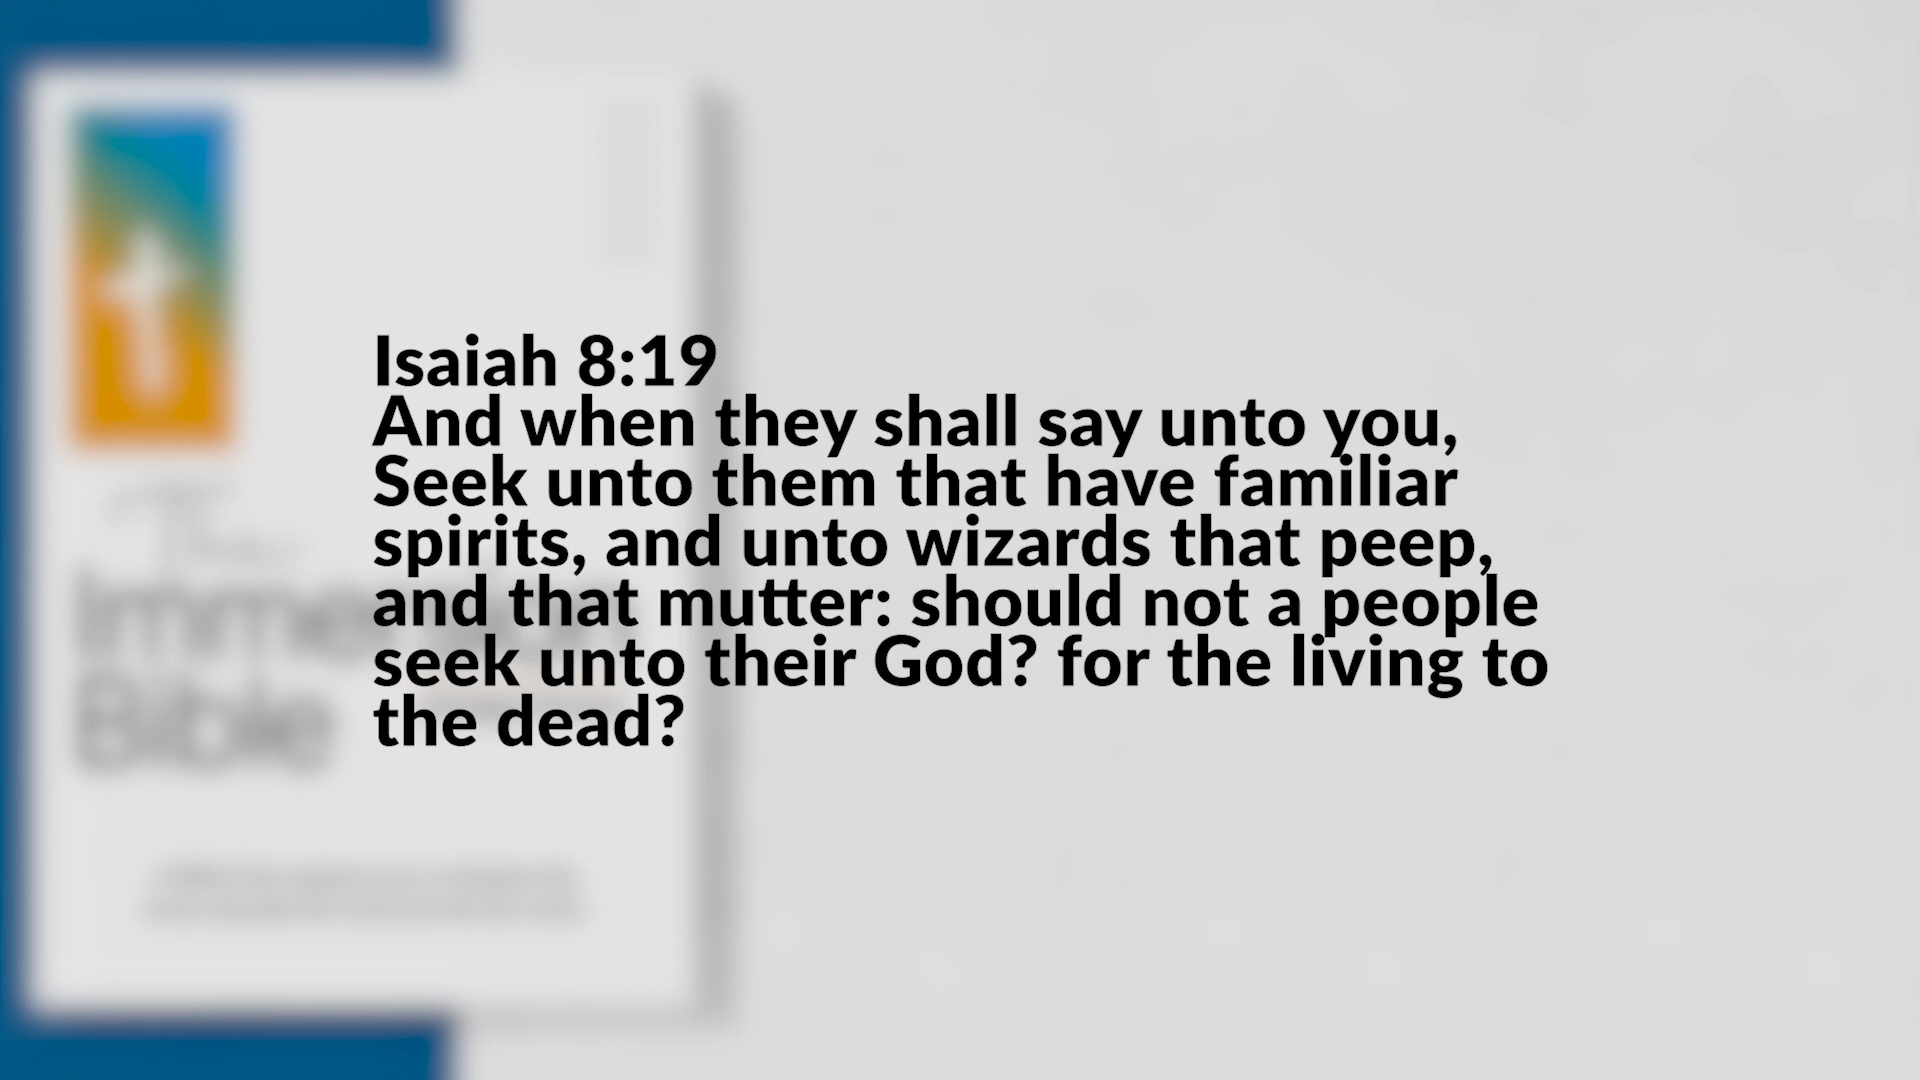 Isaiah 8:19
And when they shall say unto you,
Seek unto them that have familiar
spirits, and unto wizards that peep,
and that mutter: should not a people
seek unto their God? for the living to
the dead?
The
Bible